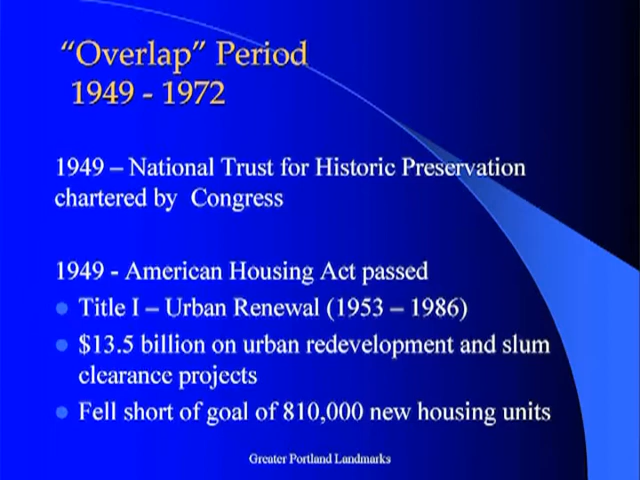 “Overlap” Period
1949 - 1972
1949 – National Trust for Historic Preservation
chartered by Congress
1949 - American Housing Act passed
Title I – Urban Renewal (1953 – 1986)
$13.5 billion on urban redevelopment and slum
clearance projects
Fell short of goal of 810,000 new housing units
Greater Portland Landmarks